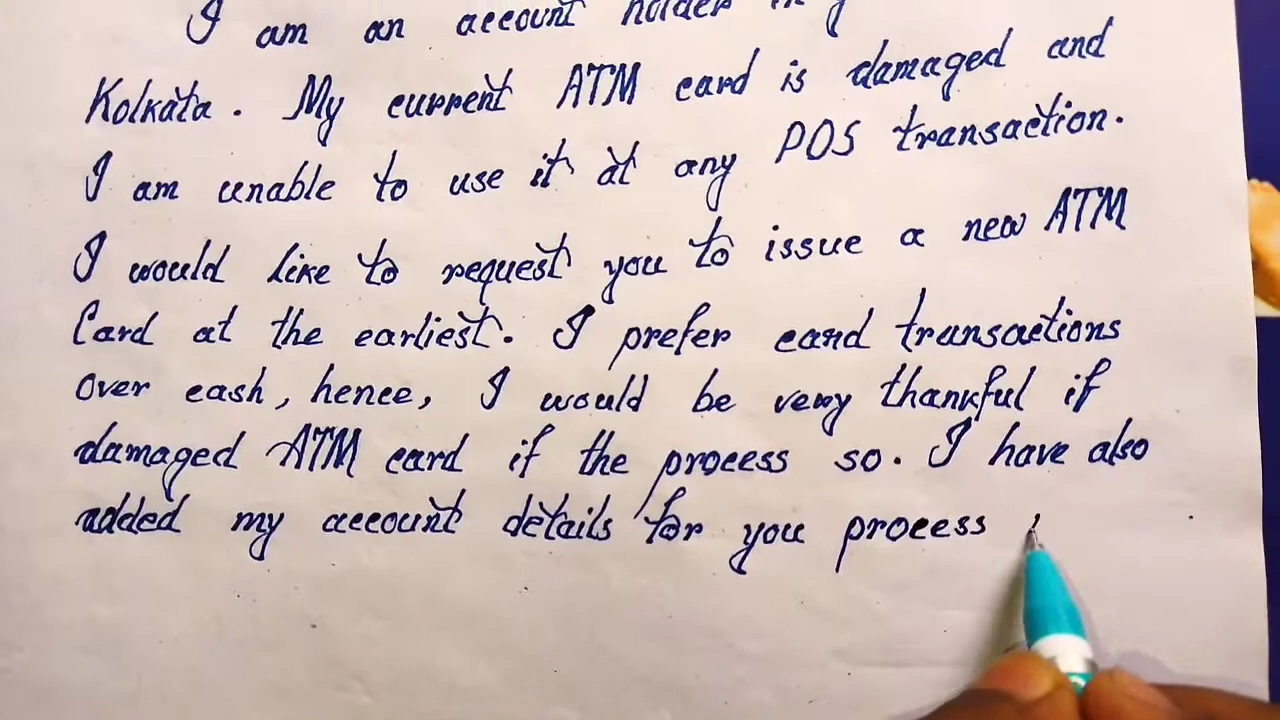 I am an account holder in
Kolkata. My current ATM card is damaged and
I am unable to use it at any POS transaction.
I would like to request you to issue a new ATM
Card at the earliest. I prefer card transactions
over cash, hence, I would be very thankful if
damaged ATM card if the process so. I have also
added my account details for you process